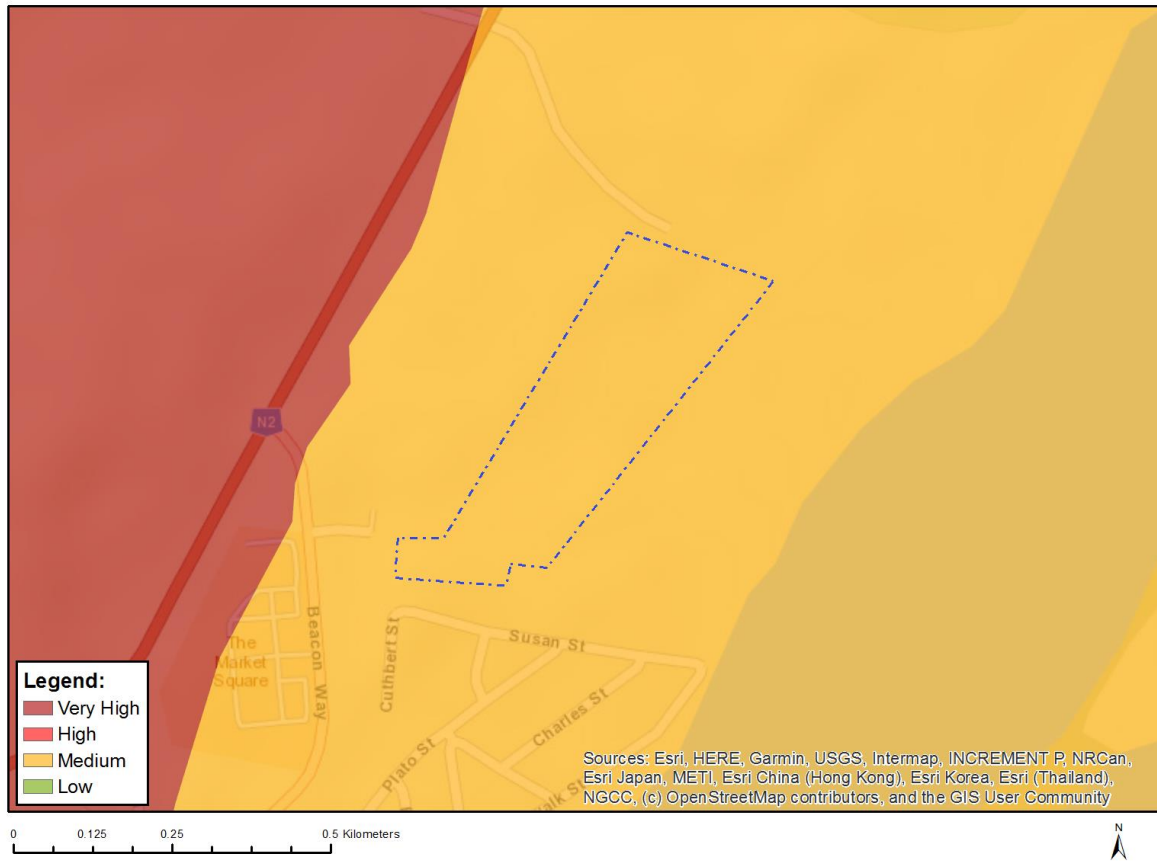 N2
The
Market
Square
Beacon Way
Cuthbert St
Susan St
Charles St
Plato St
alk St
Legend:
Very High
High
Medium
Low
Sources: Esri, HERE, Garmin, USGS, Intermap, INCREMENT P, NRCan,
Esri Japan, METI, Esri China (Hong Kong), Esri Korea, Esri (Thailand),
NGCC, (c) OpenStreetMap contributors, and the GIS User Community
0 0.125 0.25 0.5 Kilometers
N